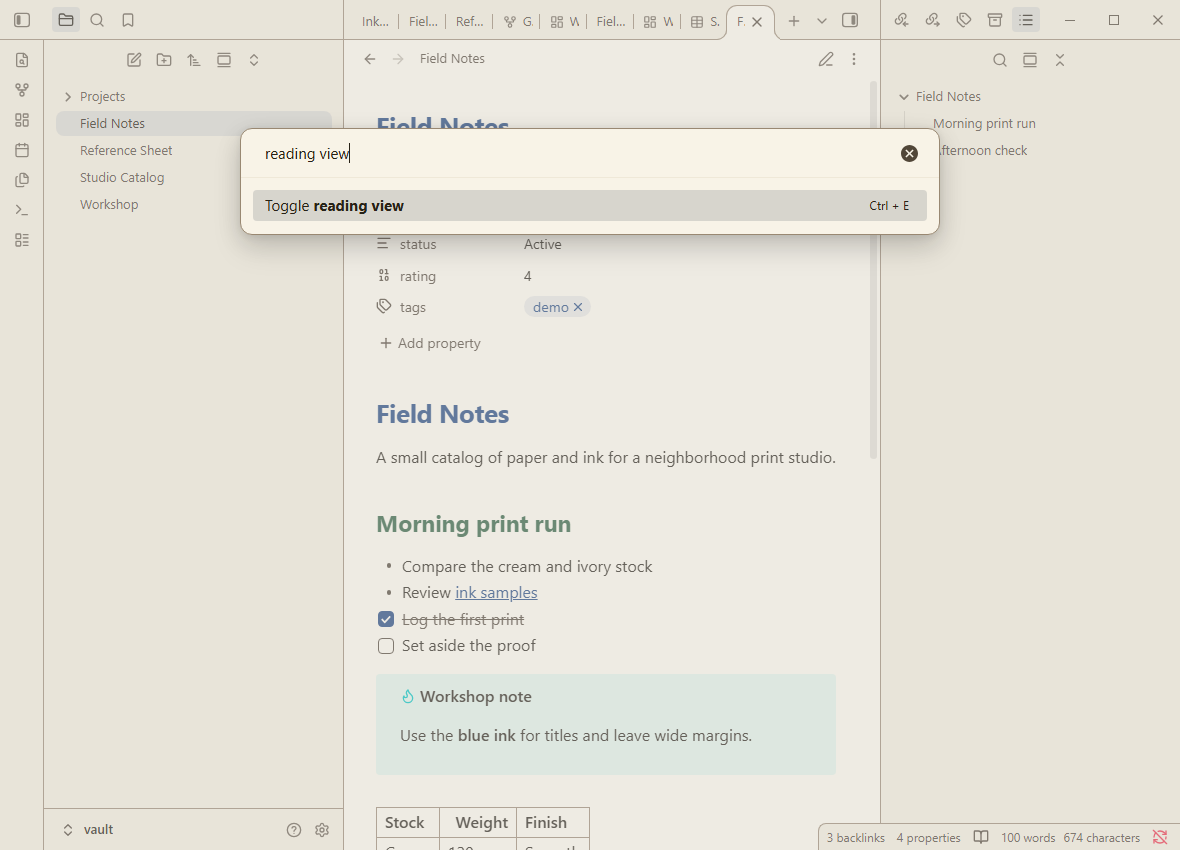 Ink... Fiel... Ref... G. W Fiel... W S. F.
Field Notes
Projects
Field Notes
Reference Sheet
Studio Catalog
Workshop
vault
Field Notes
reading view
Toggle reading view Ctrl + E
status Active
rating 4
tags demo
Add property
Field Notes
A small catalog of paper and ink for a neighborhood print studio.
Morning print run
Compare the cream and ivory stock
Review ink samples
Log the first print
Set aside the proof
Workshop note
Use the blue ink for titles and leave wide margins.
Stock Weight Finish
Field Notes
Morning print run
Afternoon check
3 backlinks 4 properties 100 words 674 characters